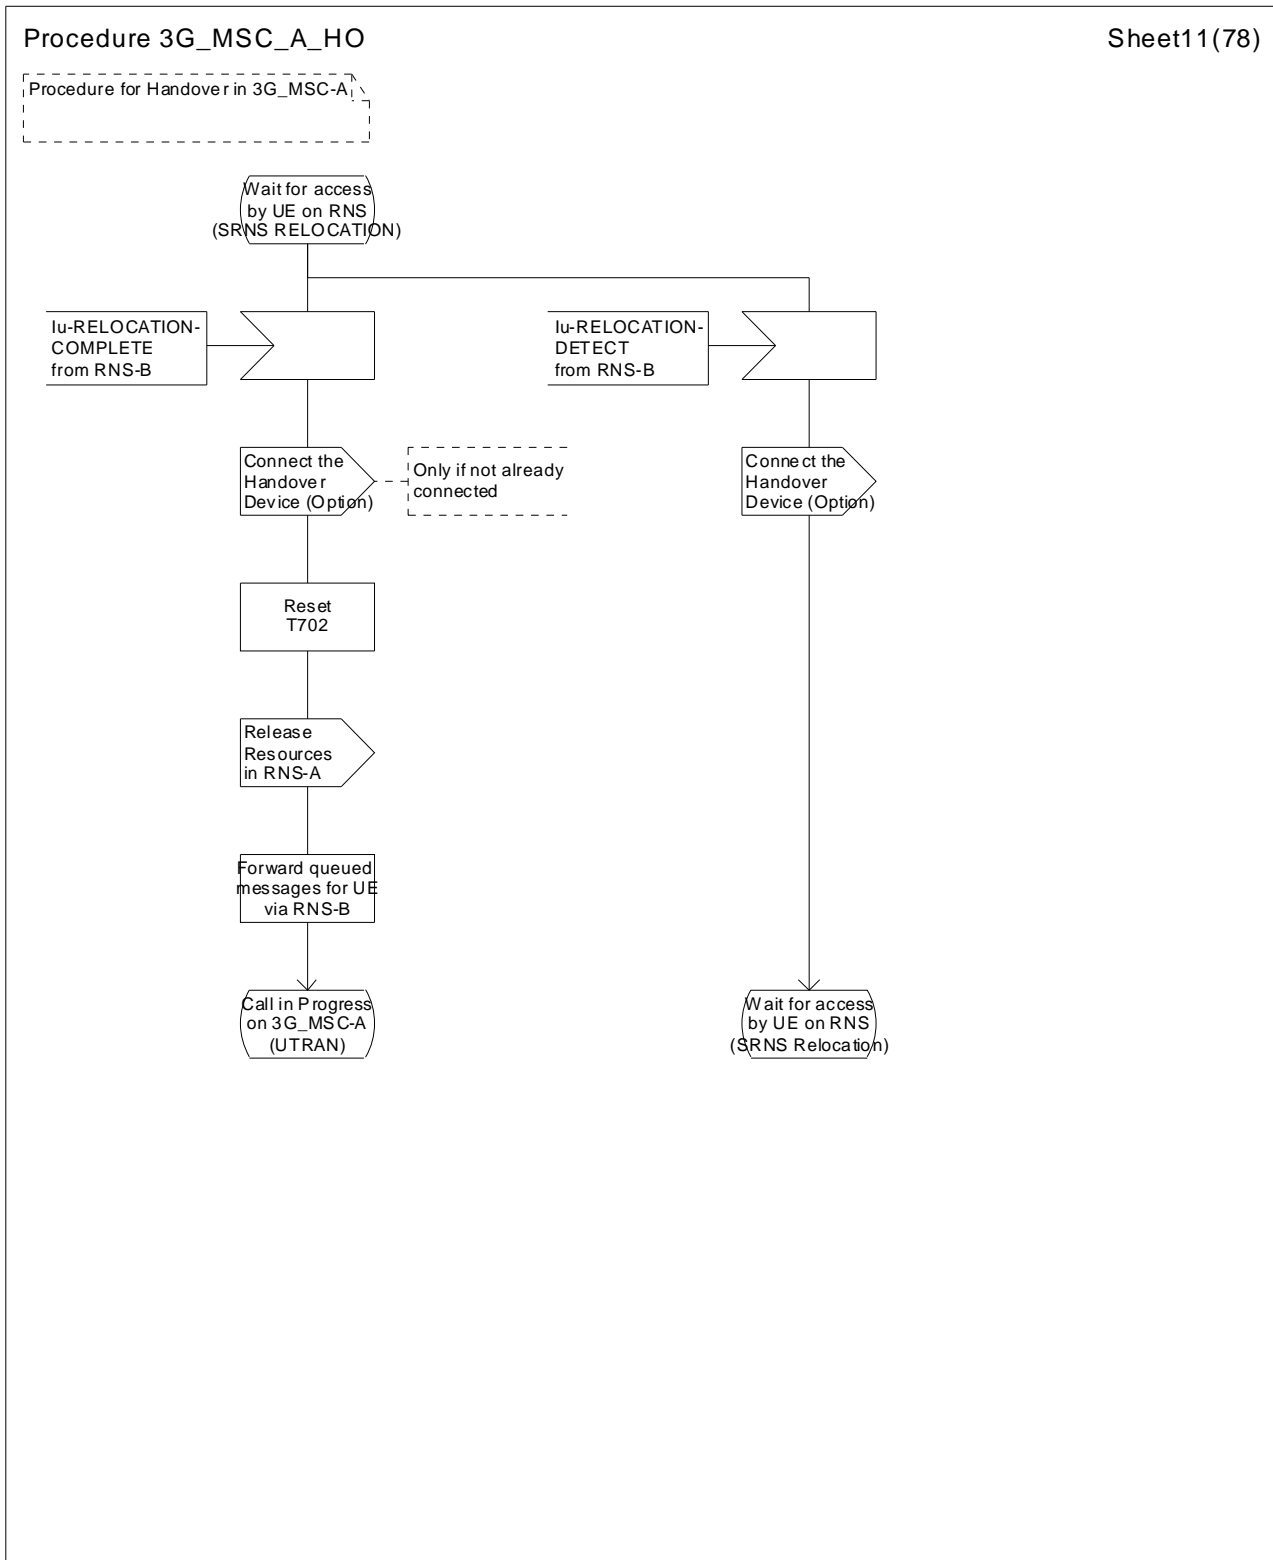 Procedure 3G_MSC_A_HO
Sheet11(78)
Procedure for Handover in 3G_MSC-A
Wait for access
by UE on RNS
(SRNS RELOCATION)
Iu-RELOCATION-
COMPLETE
from RNS-B
Iu-RELOCATION-
DETECT
from RNS-B
Connect the
Handover
Device (Option)
Only if not already
connected
Connect the
Handover
Device (Option)
Reset
T702
Release
Resources
in RNS-A
Forward queued
messages for UE
via RNS-B
Call in Progress
on 3G_MSC-A
(UTRAN)
Wait for access
by UE on RNS
(SRNS Relocation)